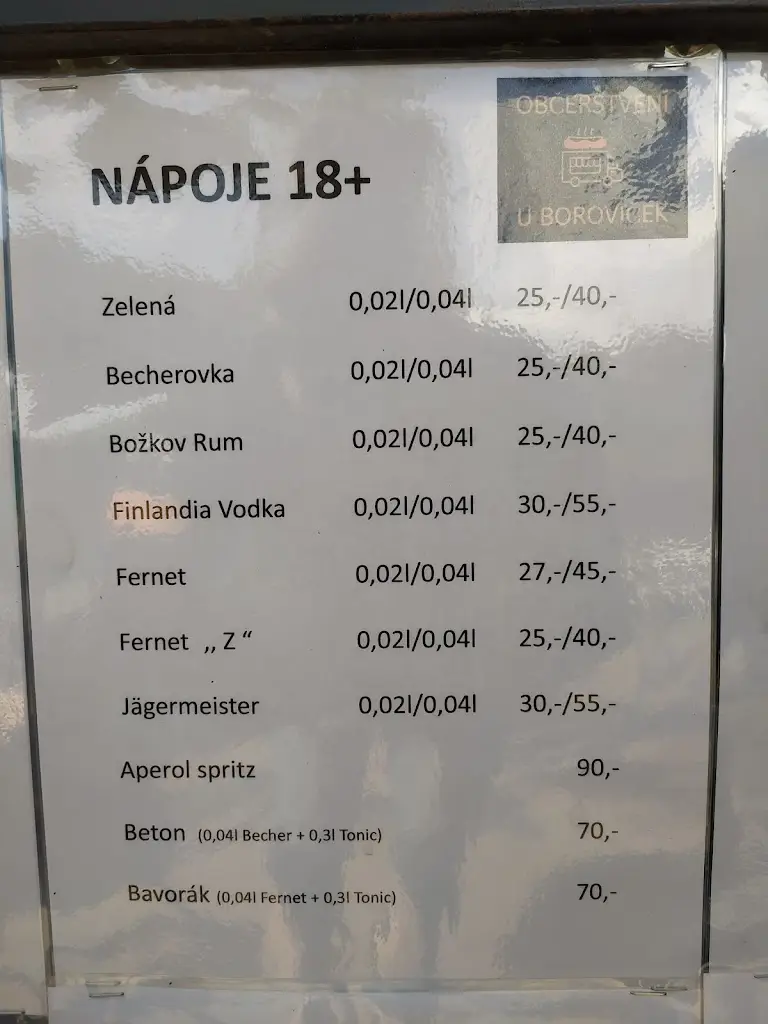 OBČERSTVENÍ
U BOROVIČEK
NÁPOJE 18+
Zelená 0,02l/0,04l 25,-/40,-
Becherovka 0,02l/0,04l 25,-/40,-
Božkov Rum 0,02l/0,04l 25,-/40,-
Finlandia Vodka 0,02l/0,04l 30,-/55,-
Fernet 0,02l/0,04l 27,-/45,-
Fernet ,, Z “ 0,02l/0,04l 25,-/40,-
Jägermeister 0,02l/0,04l 30,-/55,-
Aperol spritz 90,-
Beton (0,04l Becher + 0,3l Tonic) 70,-
Bavorák (0,04l Fernet + 0,3l Tonic) 70,-